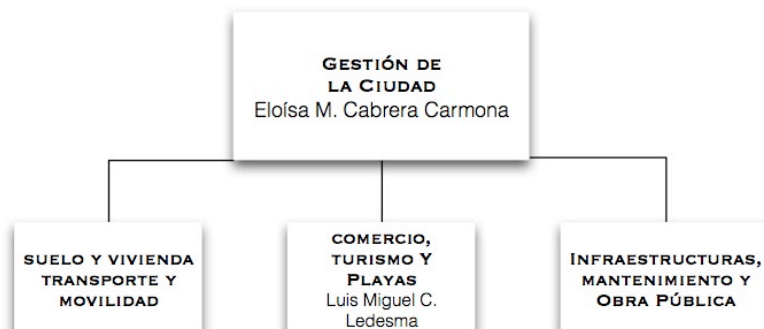 GESTIÓN DE
LA CIUDAD
Eloísa M. Cabrera Carmona
SUELO Y VIVIENDA
TRANSPORTE Y
MOVILIDAD
COMERCIO,
TURISMO Y
PLAYAS
Luis Miguel C.
Ledesma
INFRAESTRUCTURAS,
MANTENIMIENTO Y
OBRA PÚBLICA